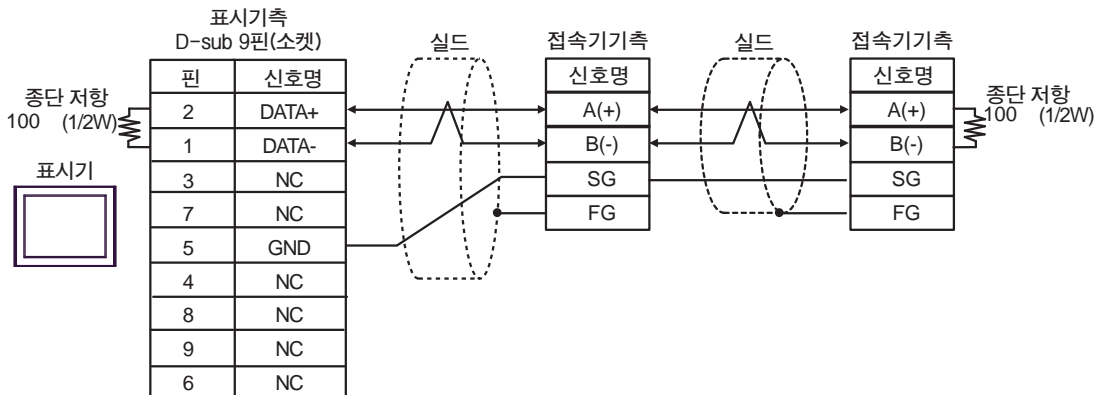 표시기측
D-sub 9핀(소켓)
실드
접속기기측
실드
접속기기측
핀 신호명
신호명
신호명
종단 저항
100 (1/2W)
2 DATA+
A(+)
A(+)
종단 저항
100 (1/2W)
1 DATA-
B(-)
B(-)
표시기
3 NC
SG
SG
7 NC
FG
FG
5 GND
4 NC
8 NC
9 NC
6 NC